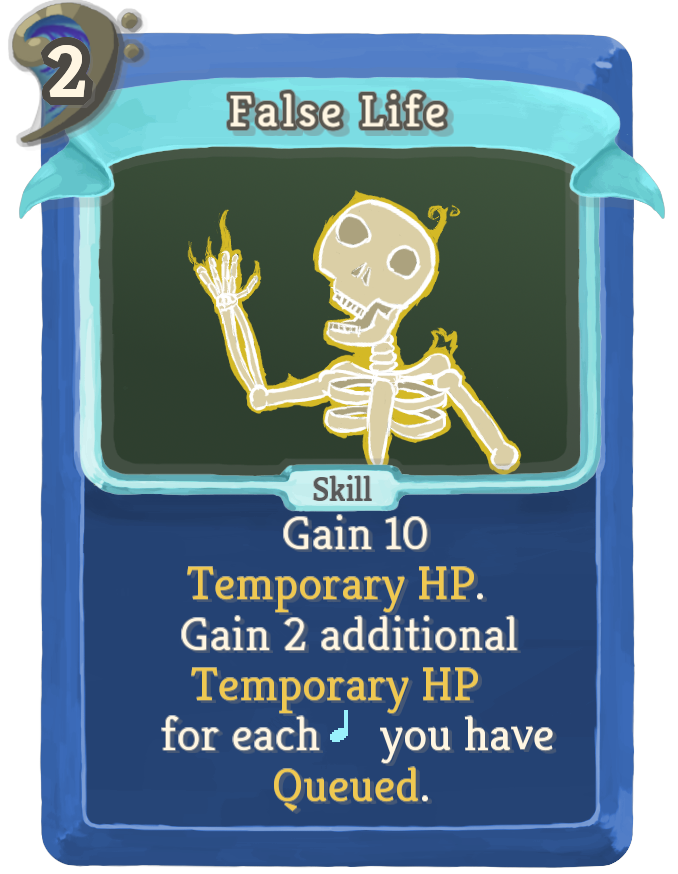 2
False Life
Skill
Gain 10
Temporary HP.
Gain 2 additional
Temporary HP
for each you have
Queued.